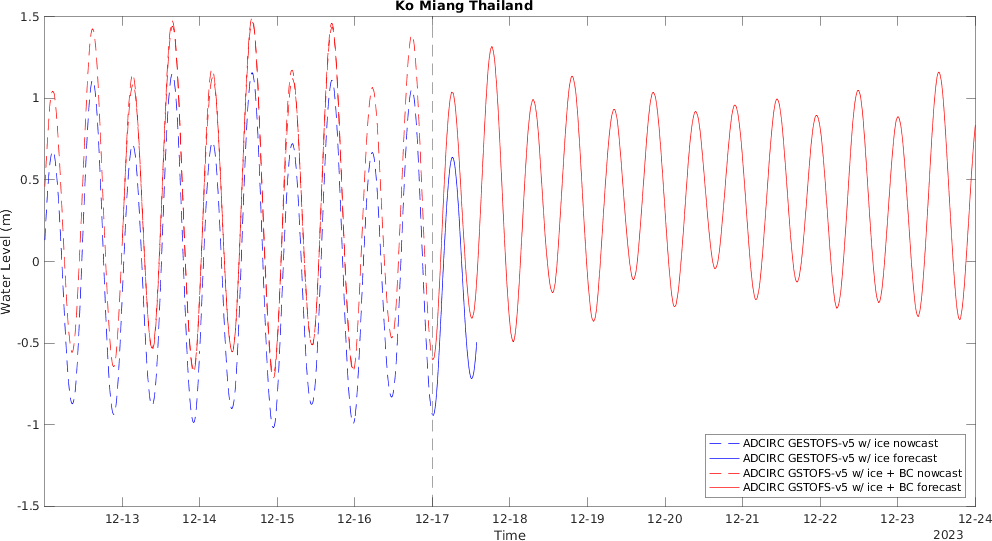 Ko Miang Thailand
1.5
1
0.5
0
-0.5
-1
-1.5
Water Level (m)
12-13 12-14 12-15 12-16 12-17 12-18 12-19 12-20 12-21 12-22 12-23 12-24
Time
2023
ADCIRC GESTOFS-v5 w/ ice nowcast
ADCIRC GESTOFS-v5 w/ ice forecast
ADCIRC GSTOFS-v5 w/ ice + BC nowcast
ADCIRC GSTOFS-v5 w/ ice + BC forecast